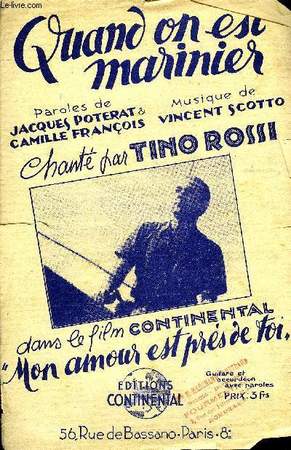 Le-livre.com
Quand on est
marinier
Paroles de
JACQUES POTERAT &
CAMILLE FRANÇOIS
Musique de
VINCENT SCOTTO
Chanté par TINO ROSSI
dans le film CONTINENTAL
"Mon amour est près de toi"
EDITIONS
CONTINENTAL
Guitare et
accordéon
avec paroles
PRIX: 5 frs
56, Rue de Bassano - Paris - 8e